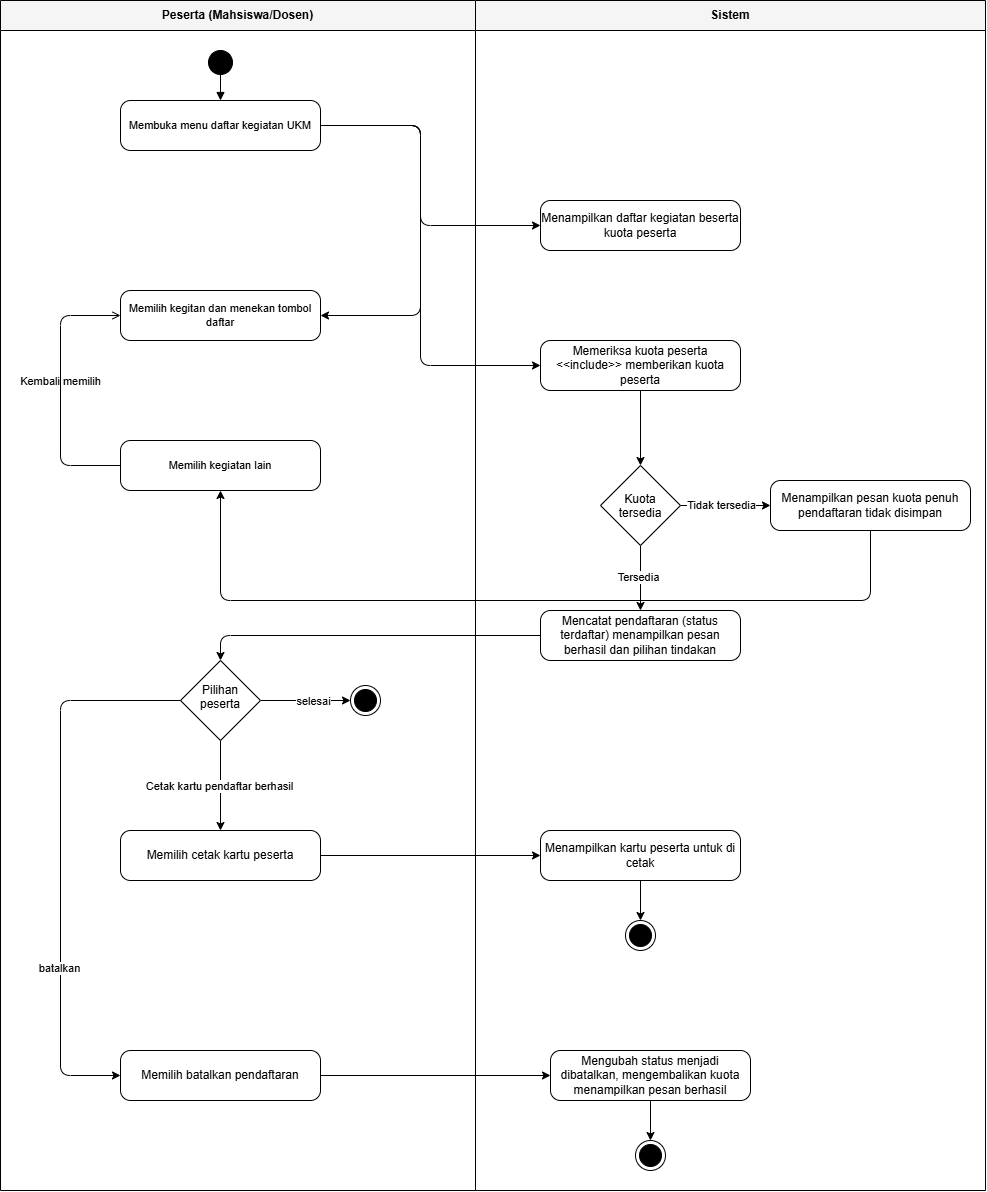 Peserta (Mahsiswa/Dosen)
Sistem
Membuka menu daftar kegiatan UKM
Menampilkan daftar kegiatan beserta
kuota peserta
Memilih kegitan dan menekan tombol
daftar
Memeriksa kuota peserta
<<include>> memberikan kuota
peserta
Kembali memilih
Memilih kegiatan lain
Kuota
tersedia
Tidak tersedia
Menampilkan pesan kuota penuh
pendaftaran tidak disimpan
Tersedia
Mencatat pendaftaran (status
terdaftar) menampilkan pesan
berhasil dan pilihan tindakan
Pilihan
peserta
selesai
Cetak kartu pendaftar berhasil
Memilih cetak kartu peserta
Menampilkan kartu peserta untuk di
cetak
batalkan
Memilih batalkan pendaftaran
Mengubah status menjadi
dibatalkan, mengembalikan kuota
menampilkan pesan berhasil